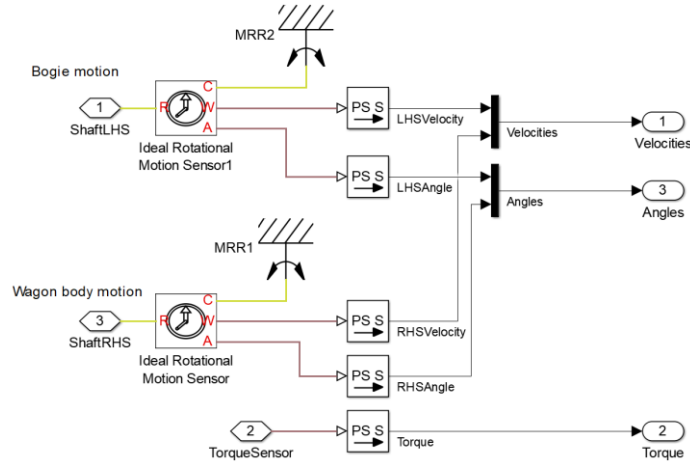 MRR2
Bogie motion
1
ShaftLHS
R
C
W
A
Ideal Rotational
Motion Sensor1
PS S
LHSVelocity
PS S
LHSAngle
Velocities
1
Velocities
Angles
3
Angles
MRR1
Wagon body motion
3
ShaftRHS
R
C
W
A
Ideal Rotational
Motion Sensor
PS S
RHSVelocity
PS S
RHSAngle
2
TorqueSensor
PS S
Torque
2
Torque